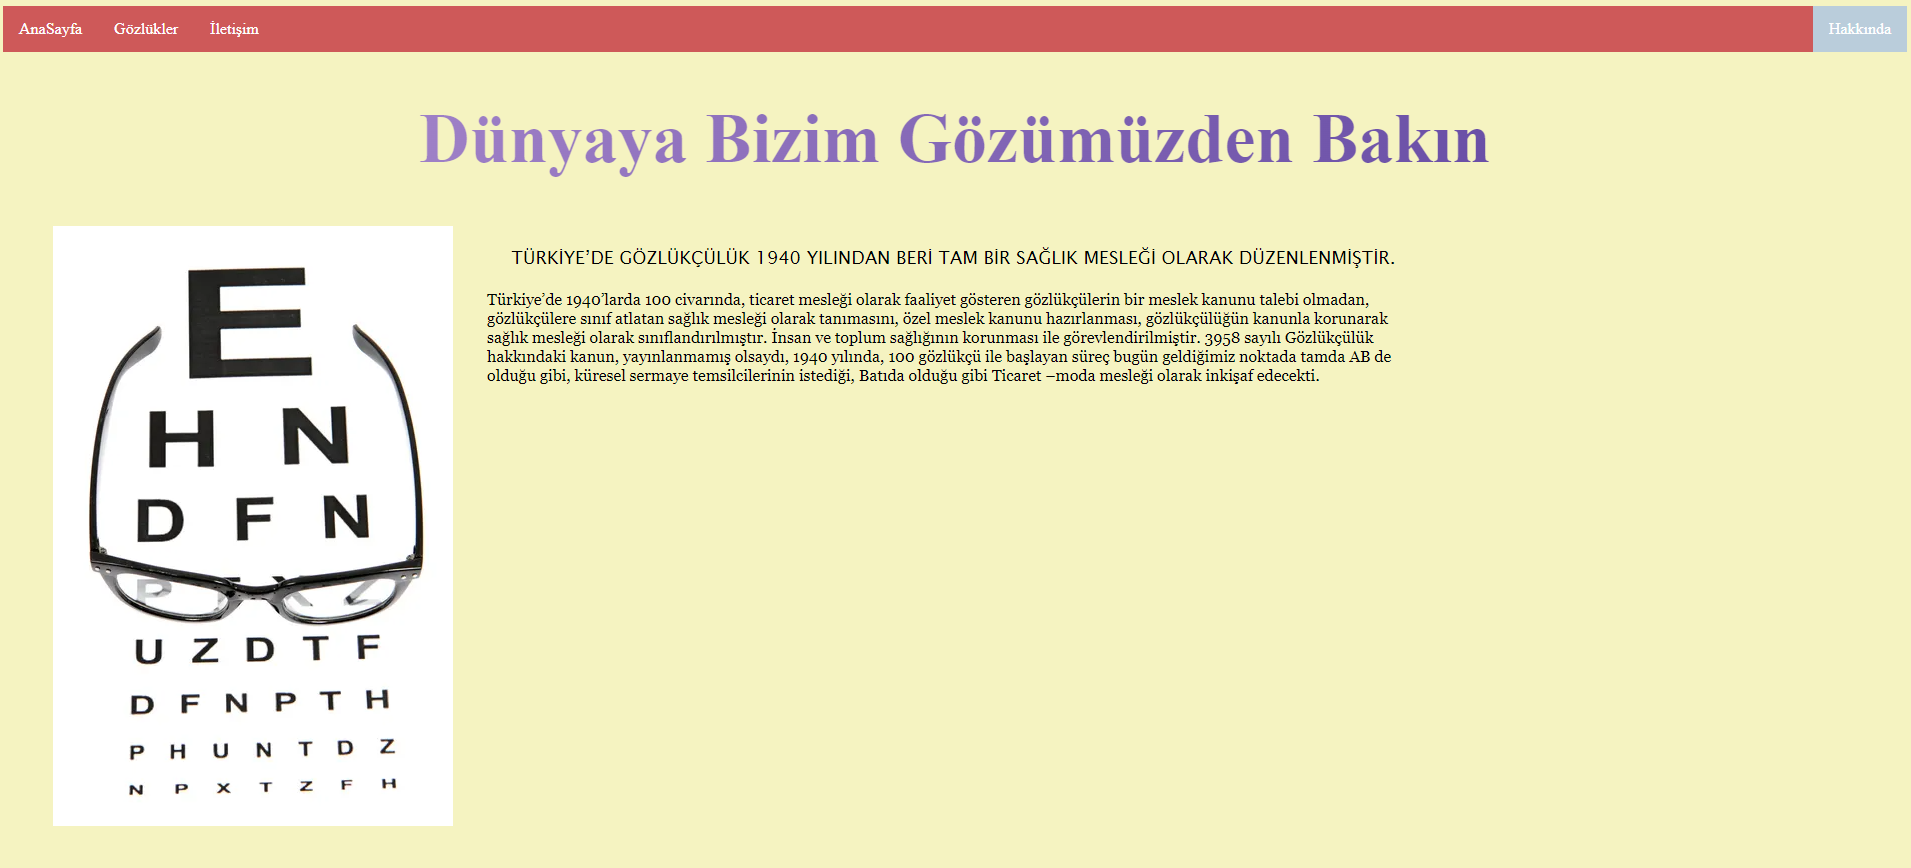 AnaSayfa Gözlükler İletişim Hakkında
Dünyaya Bizim Gözümüzden Bakın
TÜRKİYE’DE GÖZLÜKÇÜLÜK 1940 YILINDAN BERİ TAM BİR SAĞLIK MESLEĞİ OLARAK DÜZENLENMİŞTİR.
Türkiye’de 1940’larda 100 civarında, ticaret mesleği olarak faaliyet gösteren gözlükçülerin bir meslek kanunu talebi olmadan,
gözlükçülere sınıf atlatan sağlık mesleği olarak tanımasını, özel meslek kanunu hazırlanması, gözlükçülüğün kanunla korunarak
sağlık mesleği olarak sınıflandırılmıştır. İnsan ve toplum sağlığının korunması ile görevlendirilmiştir. 3958 sayılı Gözlükçülük
hakkındaki kanun, yayınlanmamış olsaydı, 1940 yılında, 100 gözlükçü ile başlayan süreç bugün geldiğimiz noktada tamda AB de
olduğu gibi, küresel sermaye temsilcilerinin istediği, Batıda olduğu gibi Ticaret –moda mesleği olarak inkişaf edecekti.
E
H N
D F N
P F X Z
U Z D T F
D F N P T H
P H U N T D Z
N P X T Z F H